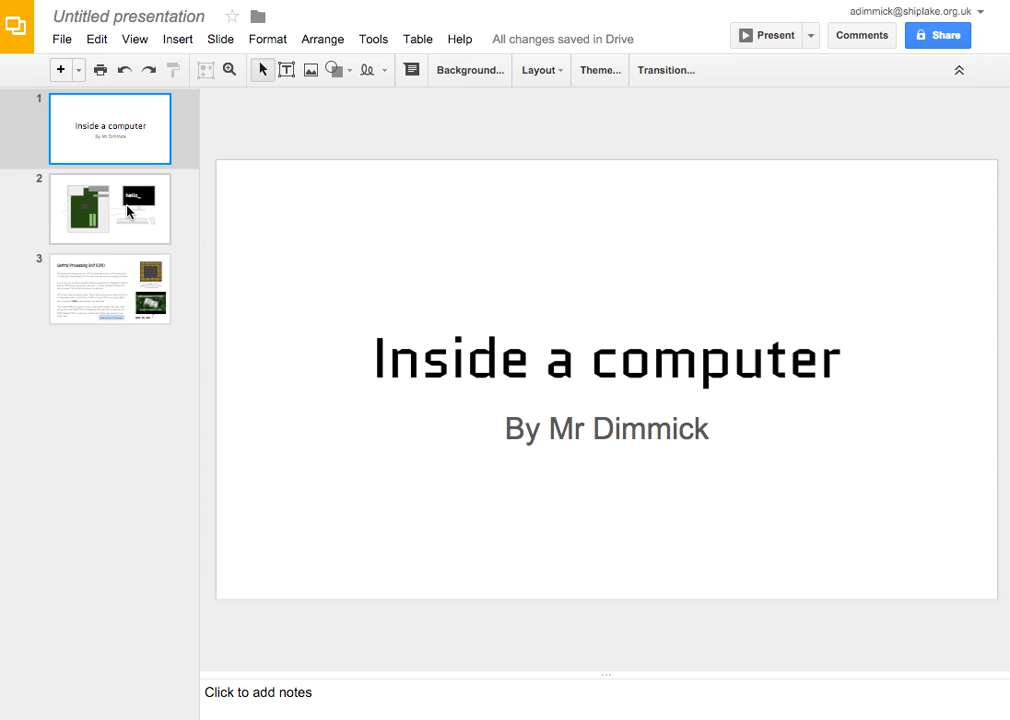 Untitled presentation
adimmick@shiplake.org.uk
File Edit View Insert Slide Format Arrange Tools Table Help All changes saved in Drive
Present Comments Share
Background... Layout Theme... Transition...
1
Inside a computer
By Mr Dimmick
2
hello_
3
Central Processing Unit (CPU)
Inside a computer
By Mr Dimmick
Click to add notes